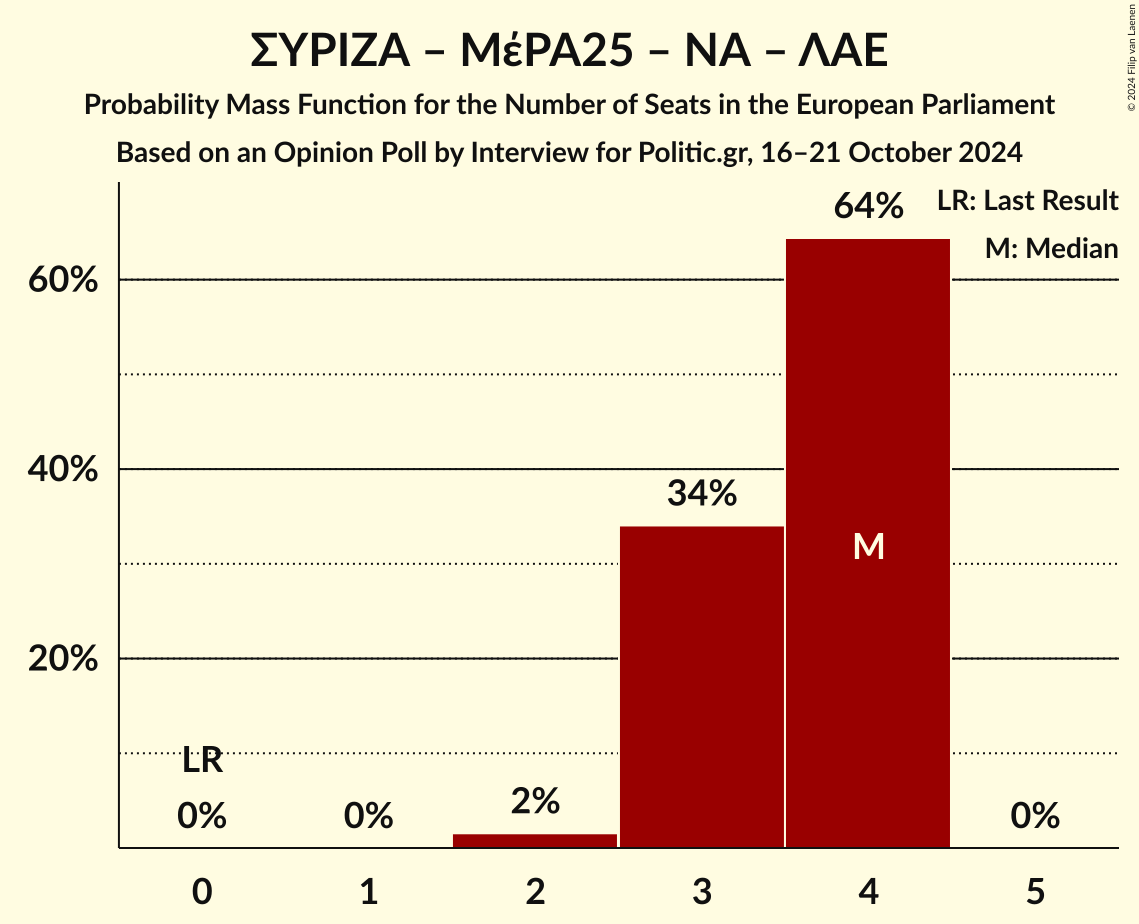 ΣΥΡΙΖΑ – ΜέΡΑ25 – ΝΑ – ΛΑΕ
Probability Mass Function for the Number of Seats in the European Parliament
Based on an Opinion Poll by Interview for Politic.gr, 16–21 October 2024
© 2024 Filip van Laenen
LR: Last Result
M: Median
60%
40%
20%
LR
0%
0%
2%
34%
64%
M
0%
0 1 2 3 4 5